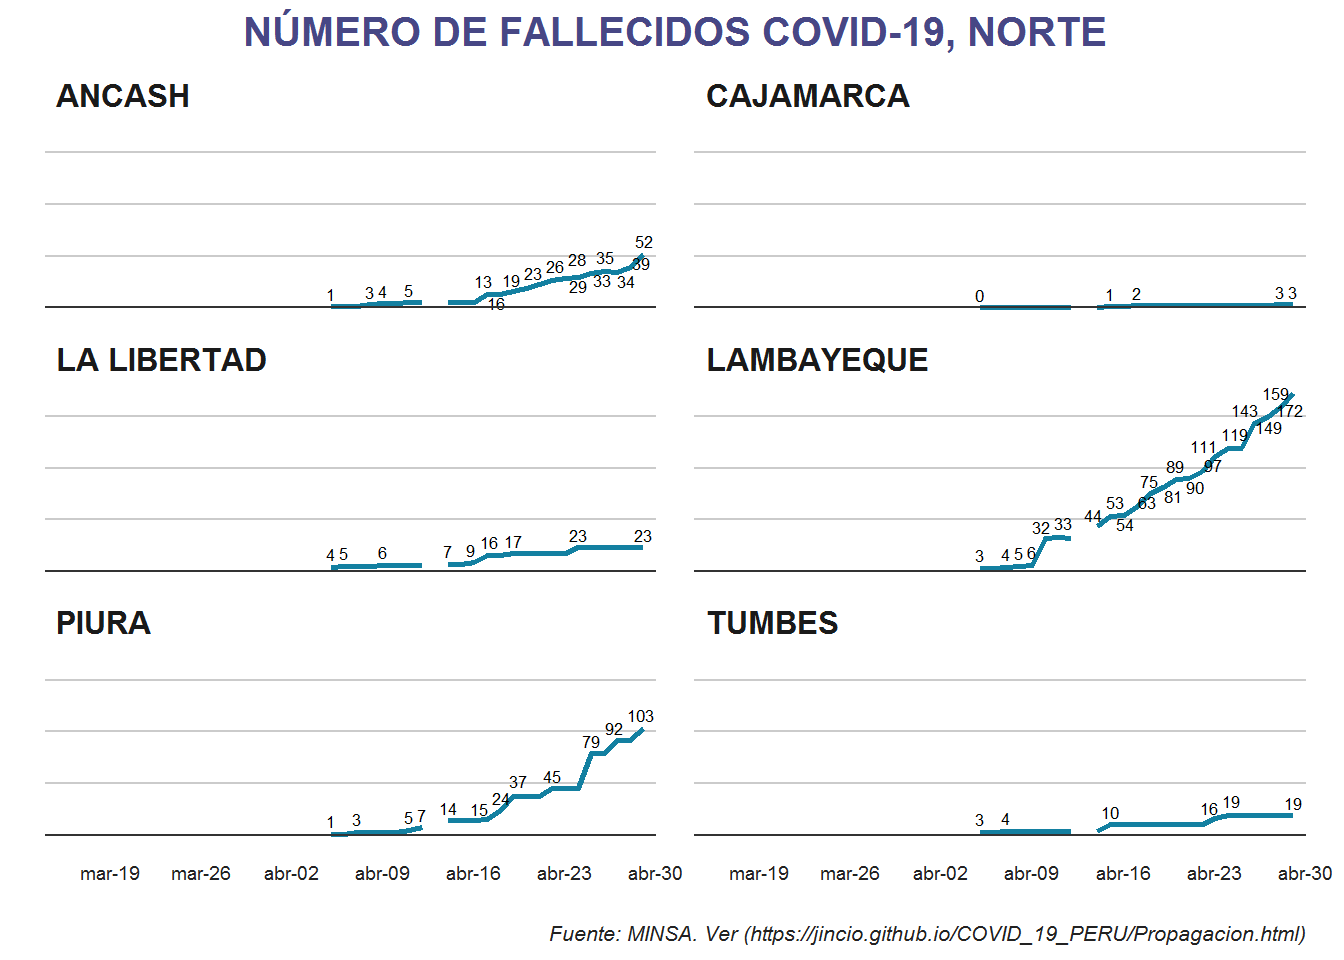 NÚMERO DE FALLECIDOS COVID-19, NORTE
ANCASH
1 3 4 5 13 16 19 23 26 28 29 35 33 34 39 52
CAJAMARCA
0 1 2 3 3
LA LIBERTAD
4 5 6 7 9 16 17 23 23
LAMBAYEQUE
3 4 5 6 32 33 44 53 54 63 75 81 89 90 97 111 119 143 149 159 172
PIURA
1 3 5 7 14 15 24 37 45 79 92 103
TUMBES
3 4 10 16 19 19
mar-19 mar-26 abr-02 abr-09 abr-16 abr-23 abr-30 mar-19 mar-26 abr-02 abr-09 abr-16 abr-23 abr-30
Fuente: MINSA. Ver (https://jincio.github.io/COVID_19_PERU/Propagacion.html)